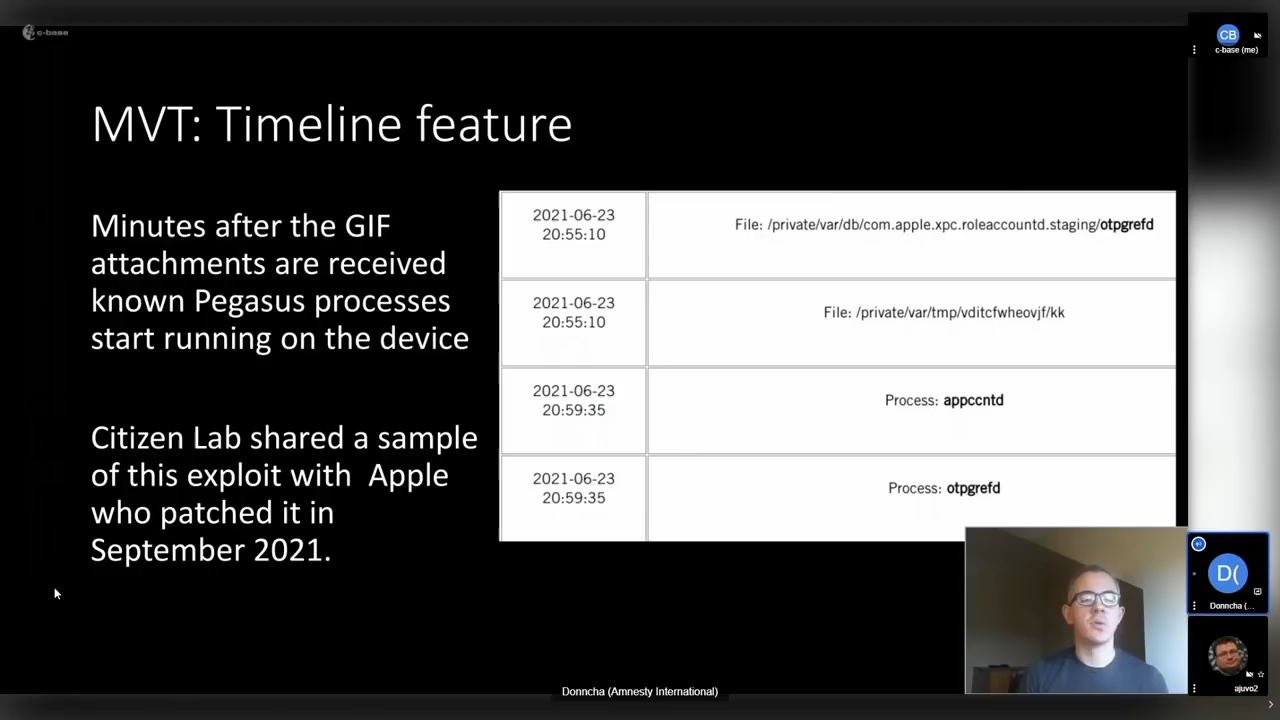 c-base
CB
c-base (me)
MVT: Timeline feature
Minutes after the GIF
attachments are received
known Pegasus processes
start running on the device
Citizen Lab shared a sample
of this exploit with  Apple
who patched it in
September 2021.
2021-06-23
20:55:10
File: /private/var/db/com.apple.xpc.roleaccountd.staging/otpgrefd
2021-06-23
20:55:10
File: /private/var/tmp/vditcfwheovjf/kk
2021-06-23
20:59:35
Process: appccntd
2021-06-23
20:59:35
Process: otpgrefd
D(
Donncha (...
ajuvo2
Donncha (Amnesty International)